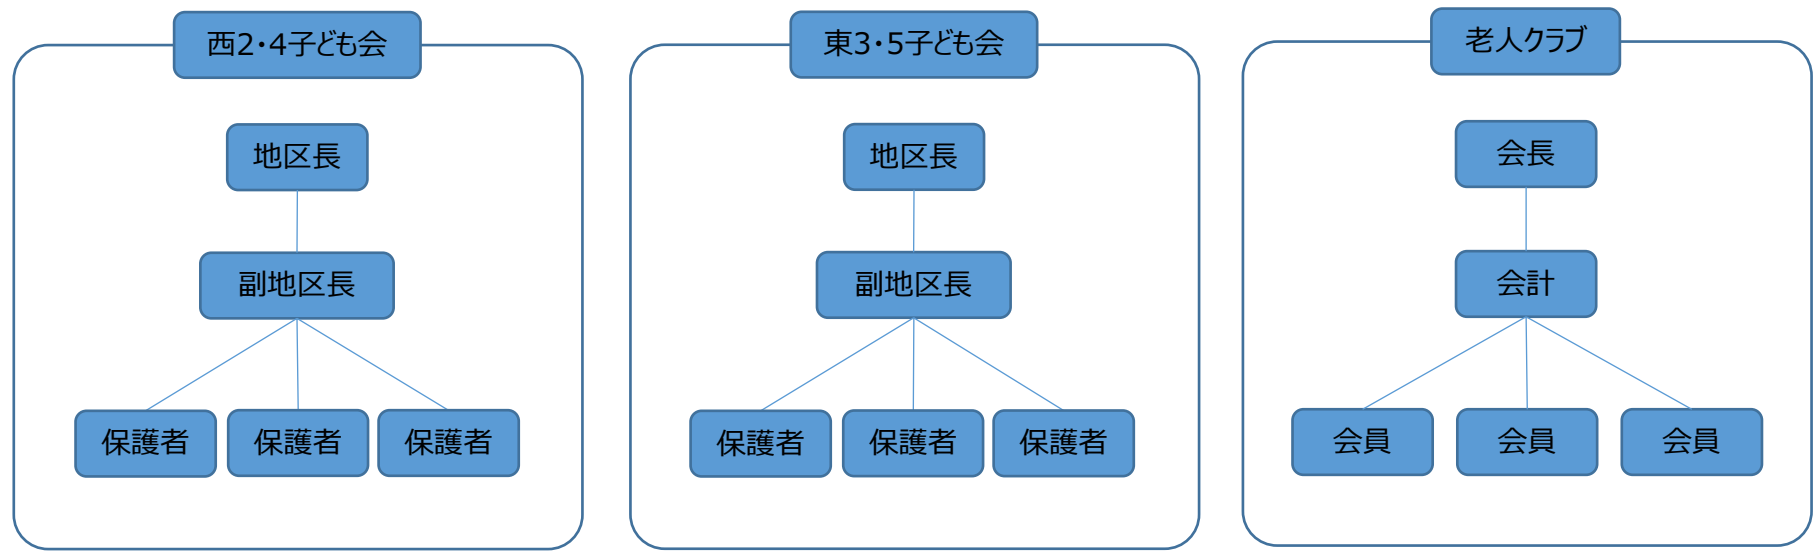 西2・4子ども会
地区長
副地区長
保護者
保護者
保護者
東3・5子ども会
地区長
副地区長
保護者
保護者
保護者
老人クラブ
会長
会計
会員
会員
会員